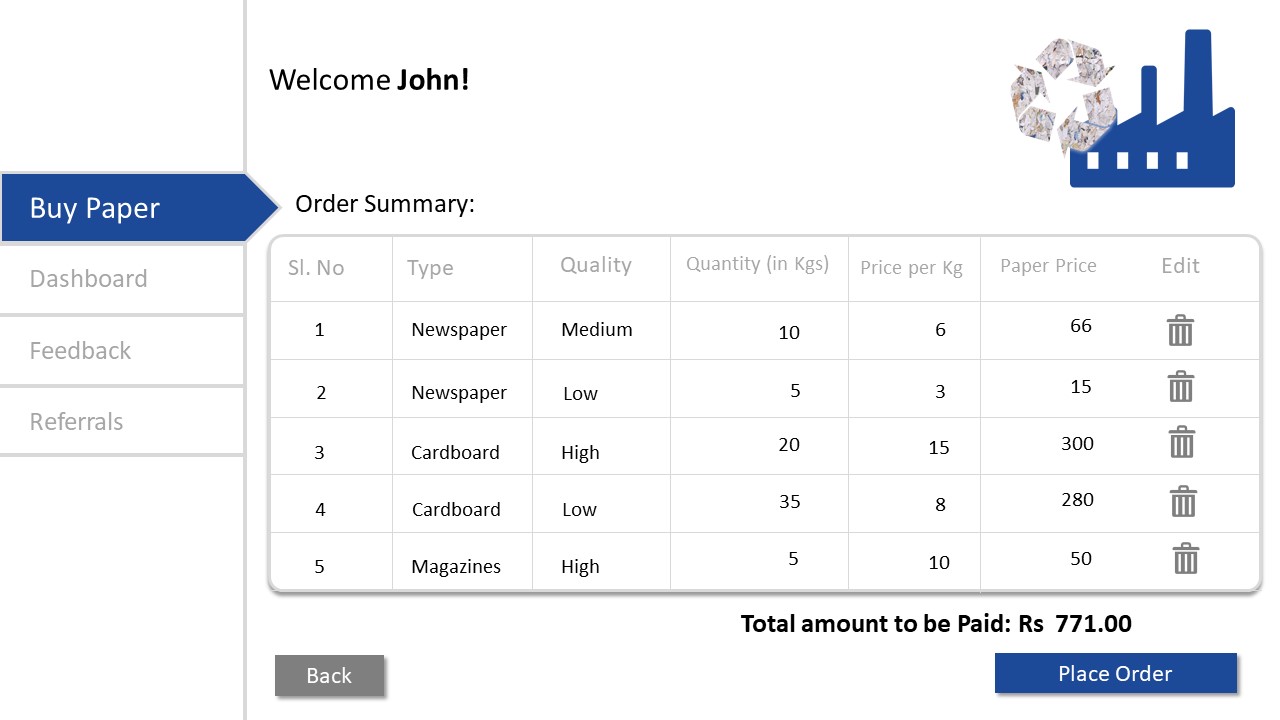 Welcome John!
Buy Paper
Order Summary:
Dashboard
Feedback
Referrals
Sl. No Type Quality Quantity (in Kgs) Price per Kg Paper Price Edit
1 Newspaper Medium 10 6 66
2 Newspaper Low 5 3 15
3 Cardboard High 20 15 300
4 Cardboard Low 35 8 280
5 Magazines High 5 10 50
Total amount to be Paid: Rs 771.00
Back
Place Order